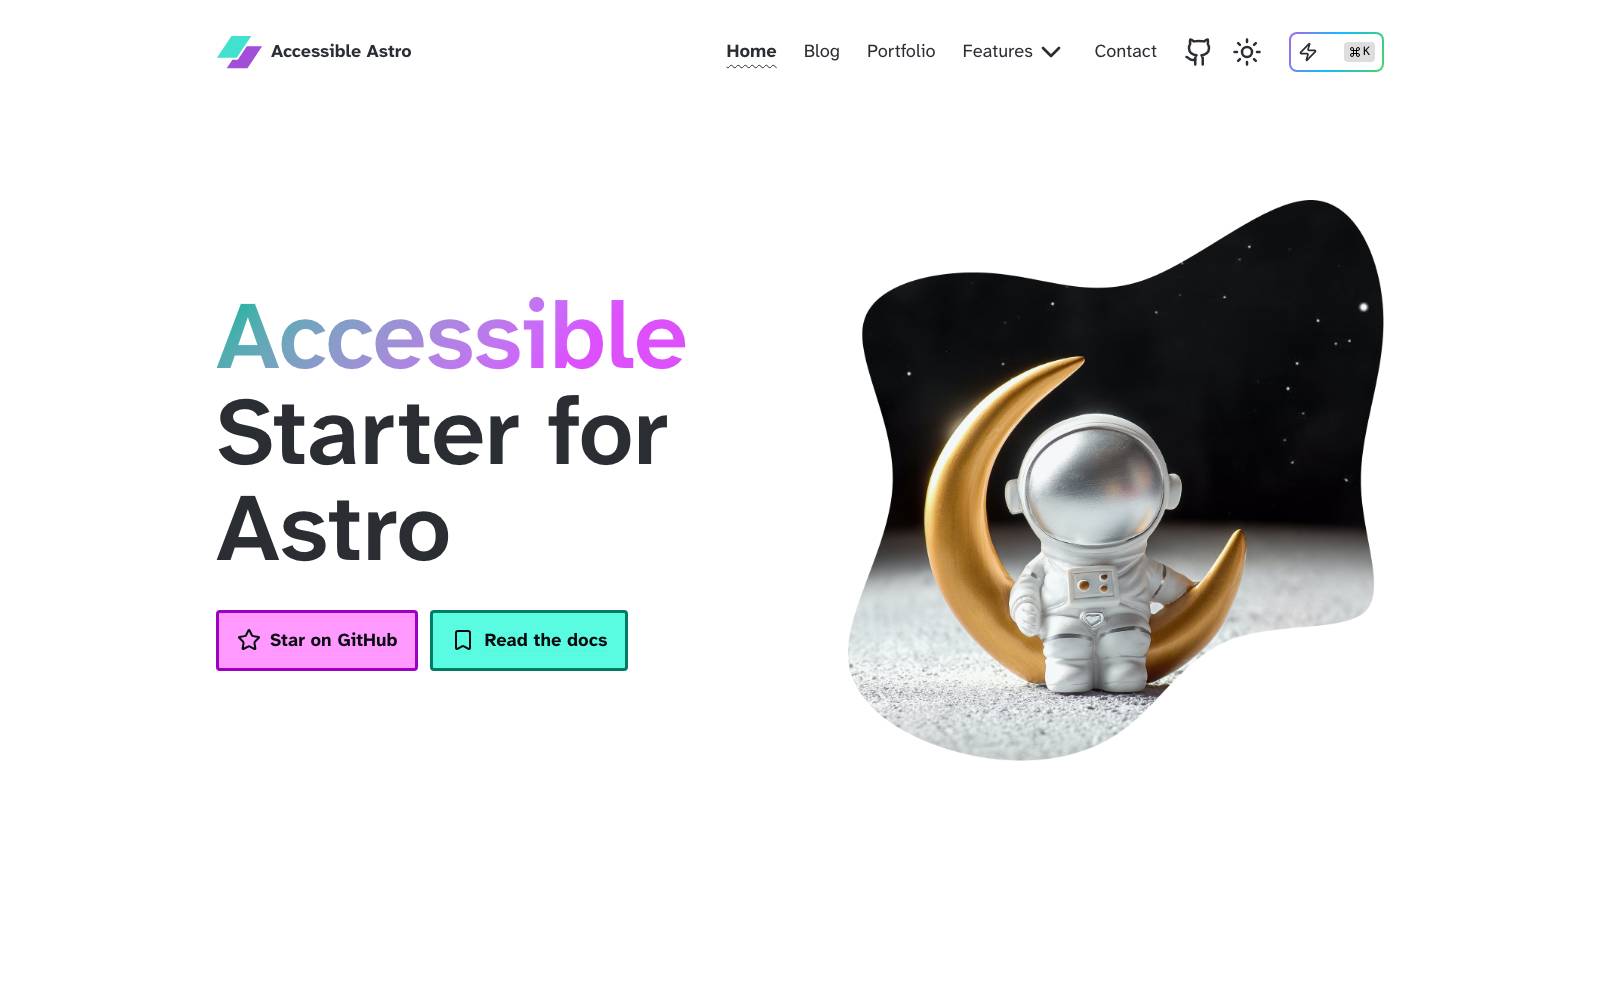 Accessible Astro
Home Blog Portfolio Features Contact ⌘K
Accessible
Starter for
Astro
Star on GitHub Read the docs